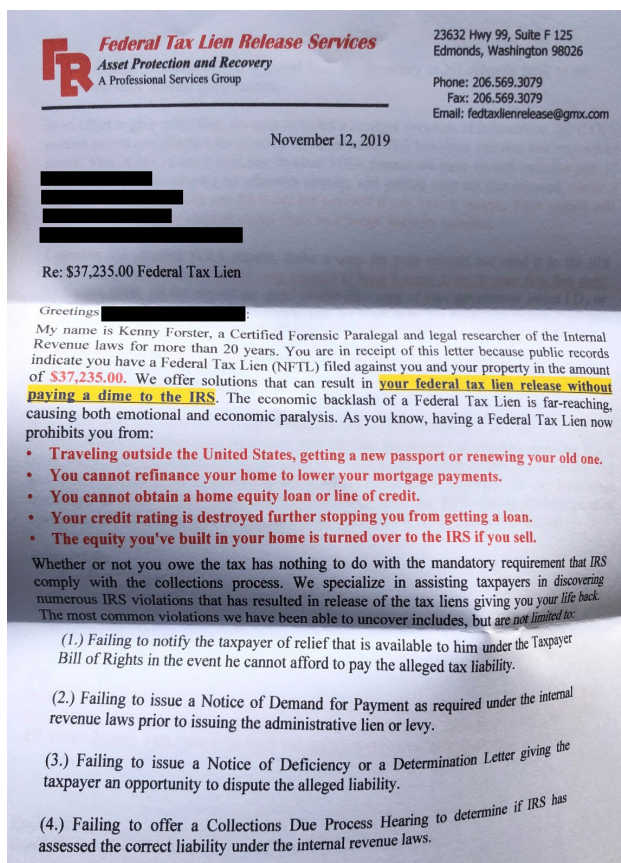 FR
Federal Tax Lien Release Services
Asset Protection and Recovery
A Professional Services Group
23632 Hwy 99, Suite F 125
Edmonds, Washington 98026
Phone: 206.569.3079
Fax: 206.569.3079
Email: fedtaxlienrelease@gmx.com
November 12, 2019
Re: $37,235.00 Federal Tax Lien
Greetings :
My name is Kenny Forster, a Certified Forensic Paralegal and legal researcher of the Internal
Revenue laws for more than 20 years. You are in receipt of this letter because public records
indicate you have a Federal Tax Lien (NFTL) filed against you and your property in the amount
of $37,235.00. We offer solutions that can result in your federal tax lien release without
paying a dime to the IRS. The economic backlash of a Federal Tax Lien is far-reaching,
causing both emotional and economic paralysis. As you know, having a Federal Tax Lien now
prohibits you from:
• Traveling outside the United States, getting a new passport or renewing your old one.
• You cannot refinance your home to lower your mortgage payments.
• You cannot obtain a home equity loan or line of credit.
• Your credit rating is destroyed further stopping you from getting a loan.
• The equity you've built in your home is turned over to the IRS if you sell.
Whether or not you owe the tax has nothing to do with the mandatory requirement that IRS
comply with the collections process. We specialize in assisting taxpayers in discovering
numerous IRS violations that has resulted in release of the tax liens giving you your life back.
The most common violations we have been able to uncover includes, but are not limited to:
(1.) Failing to notify the taxpayer of relief that is available to him under the Taxpayer
Bill of Rights in the event he cannot afford to pay the alleged tax liability.
(2.) Failing to issue a Notice of Demand for Payment as required under the internal
revenue laws prior to issuing the administrative lien or levy.
(3.) Failing to issue a Notice of Deficiency or a Determination Letter giving the
taxpayer an opportunity to dispute the alleged liability.
(4.) Failing to offer a Collections Due Process Hearing to determine if IRS has
assessed the correct liability under the internal revenue laws.